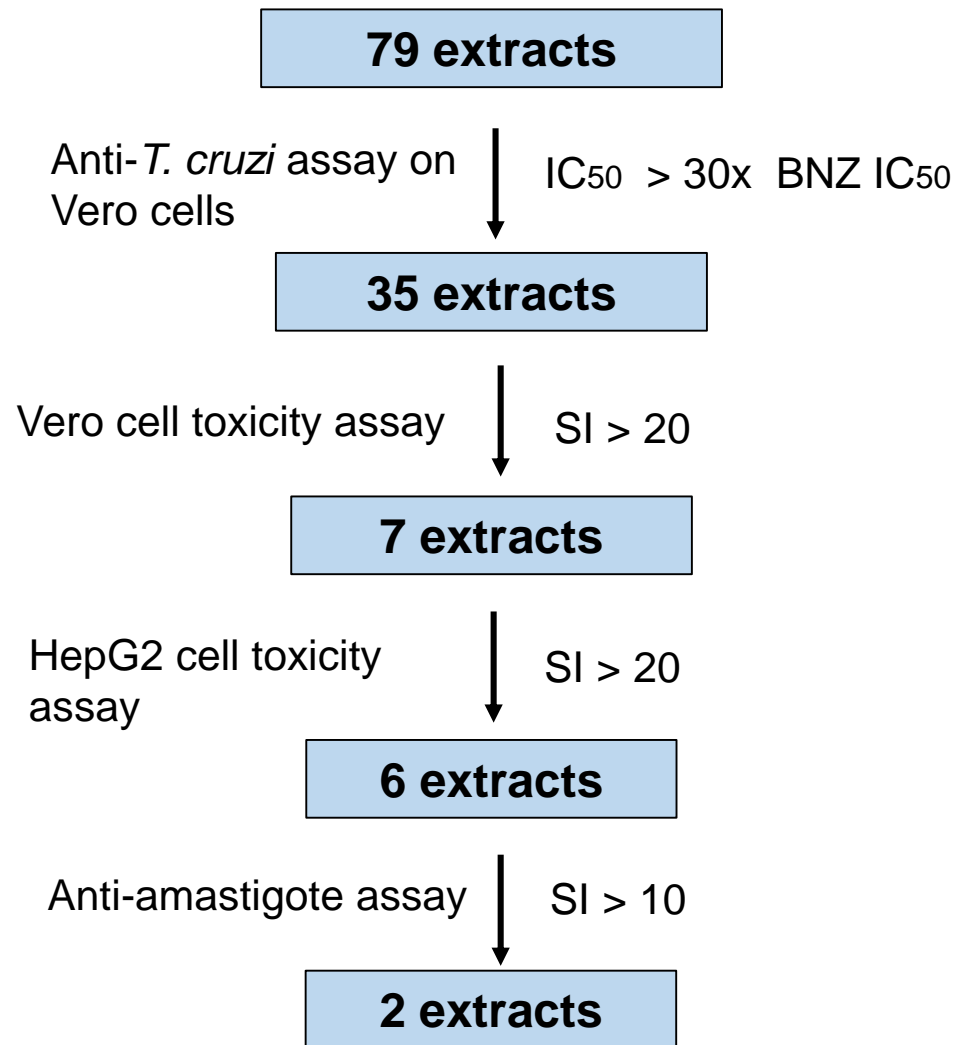 79 extracts
Anti-T. cruzi assay on
Vero cells
IC50 > 30x BNZ IC50
35 extracts
Vero cell toxicity assay
SI > 20
7 extracts
HepG2 cell toxicity
assay
SI > 20
6 extracts
Anti-amastigote assay
SI > 10
2 extracts